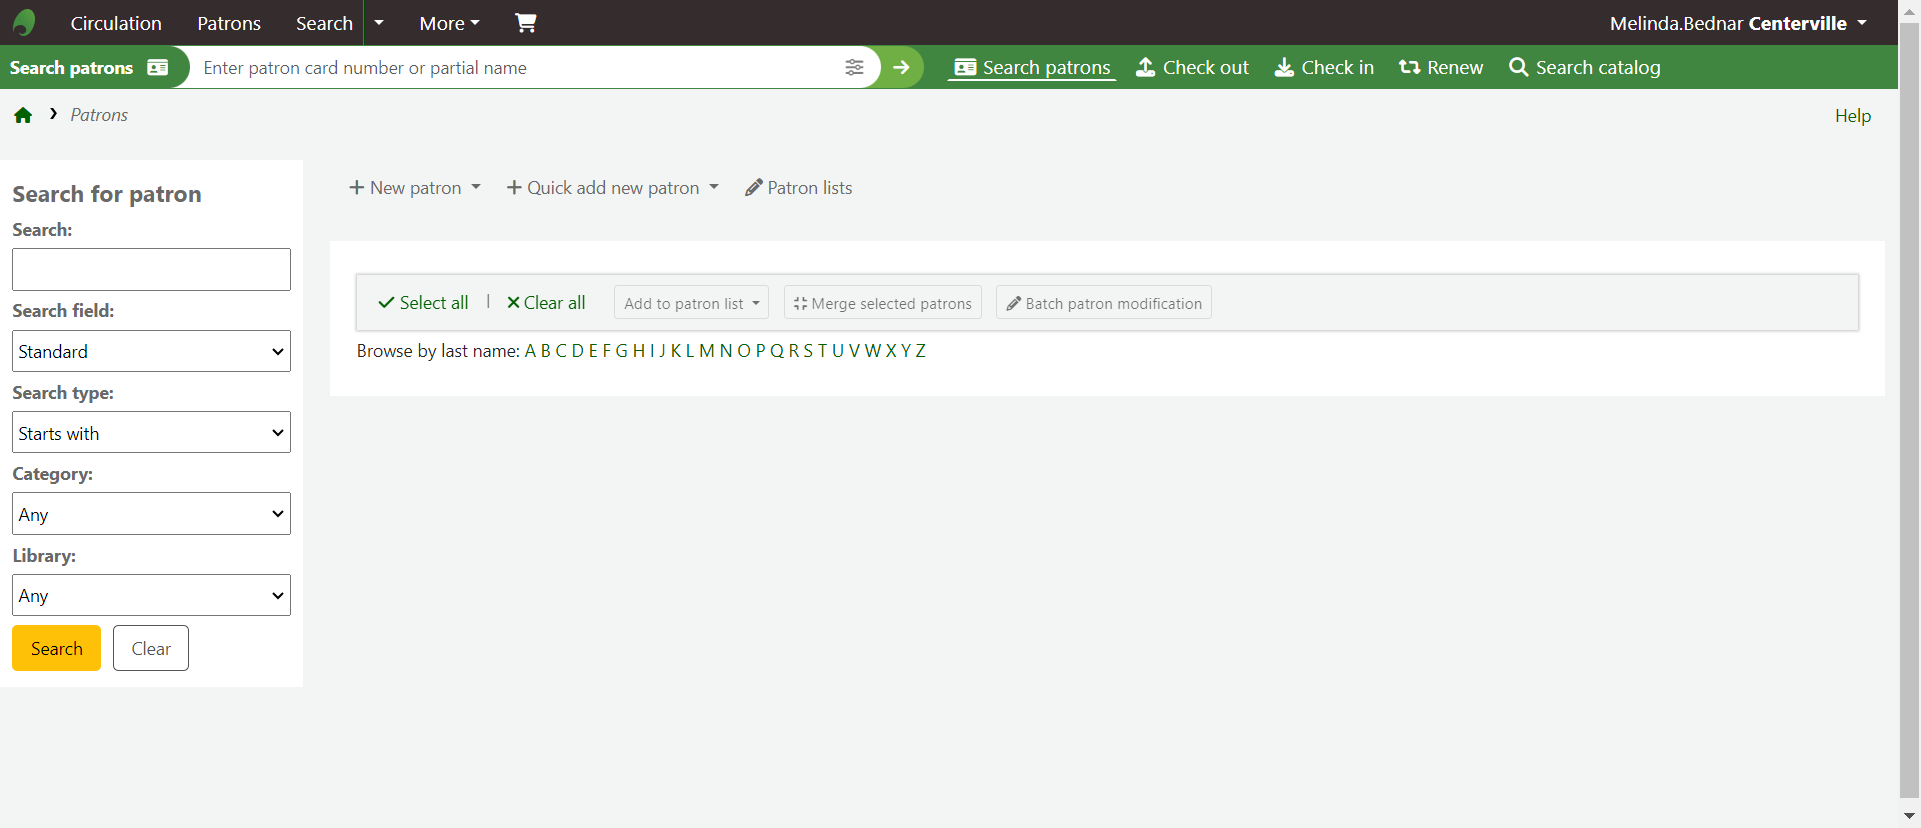 Circulation Patrons Search More Melinda.Bednar Centerville
Search patrons Enter patron card number or partial name Search patrons Check out Check in Renew Search catalog
Patrons Help
Search for patron
Search:
Search field:
Standard
Search type:
Starts with
Category:
Any
Library:
Any
Search Clear
New patron Quick add new patron Patron lists
Select all | Clear all Add to patron list Merge selected patrons Batch patron modification
Browse by last name: A B C D E F G H I J K L M N O P Q R S T U V W X Y Z